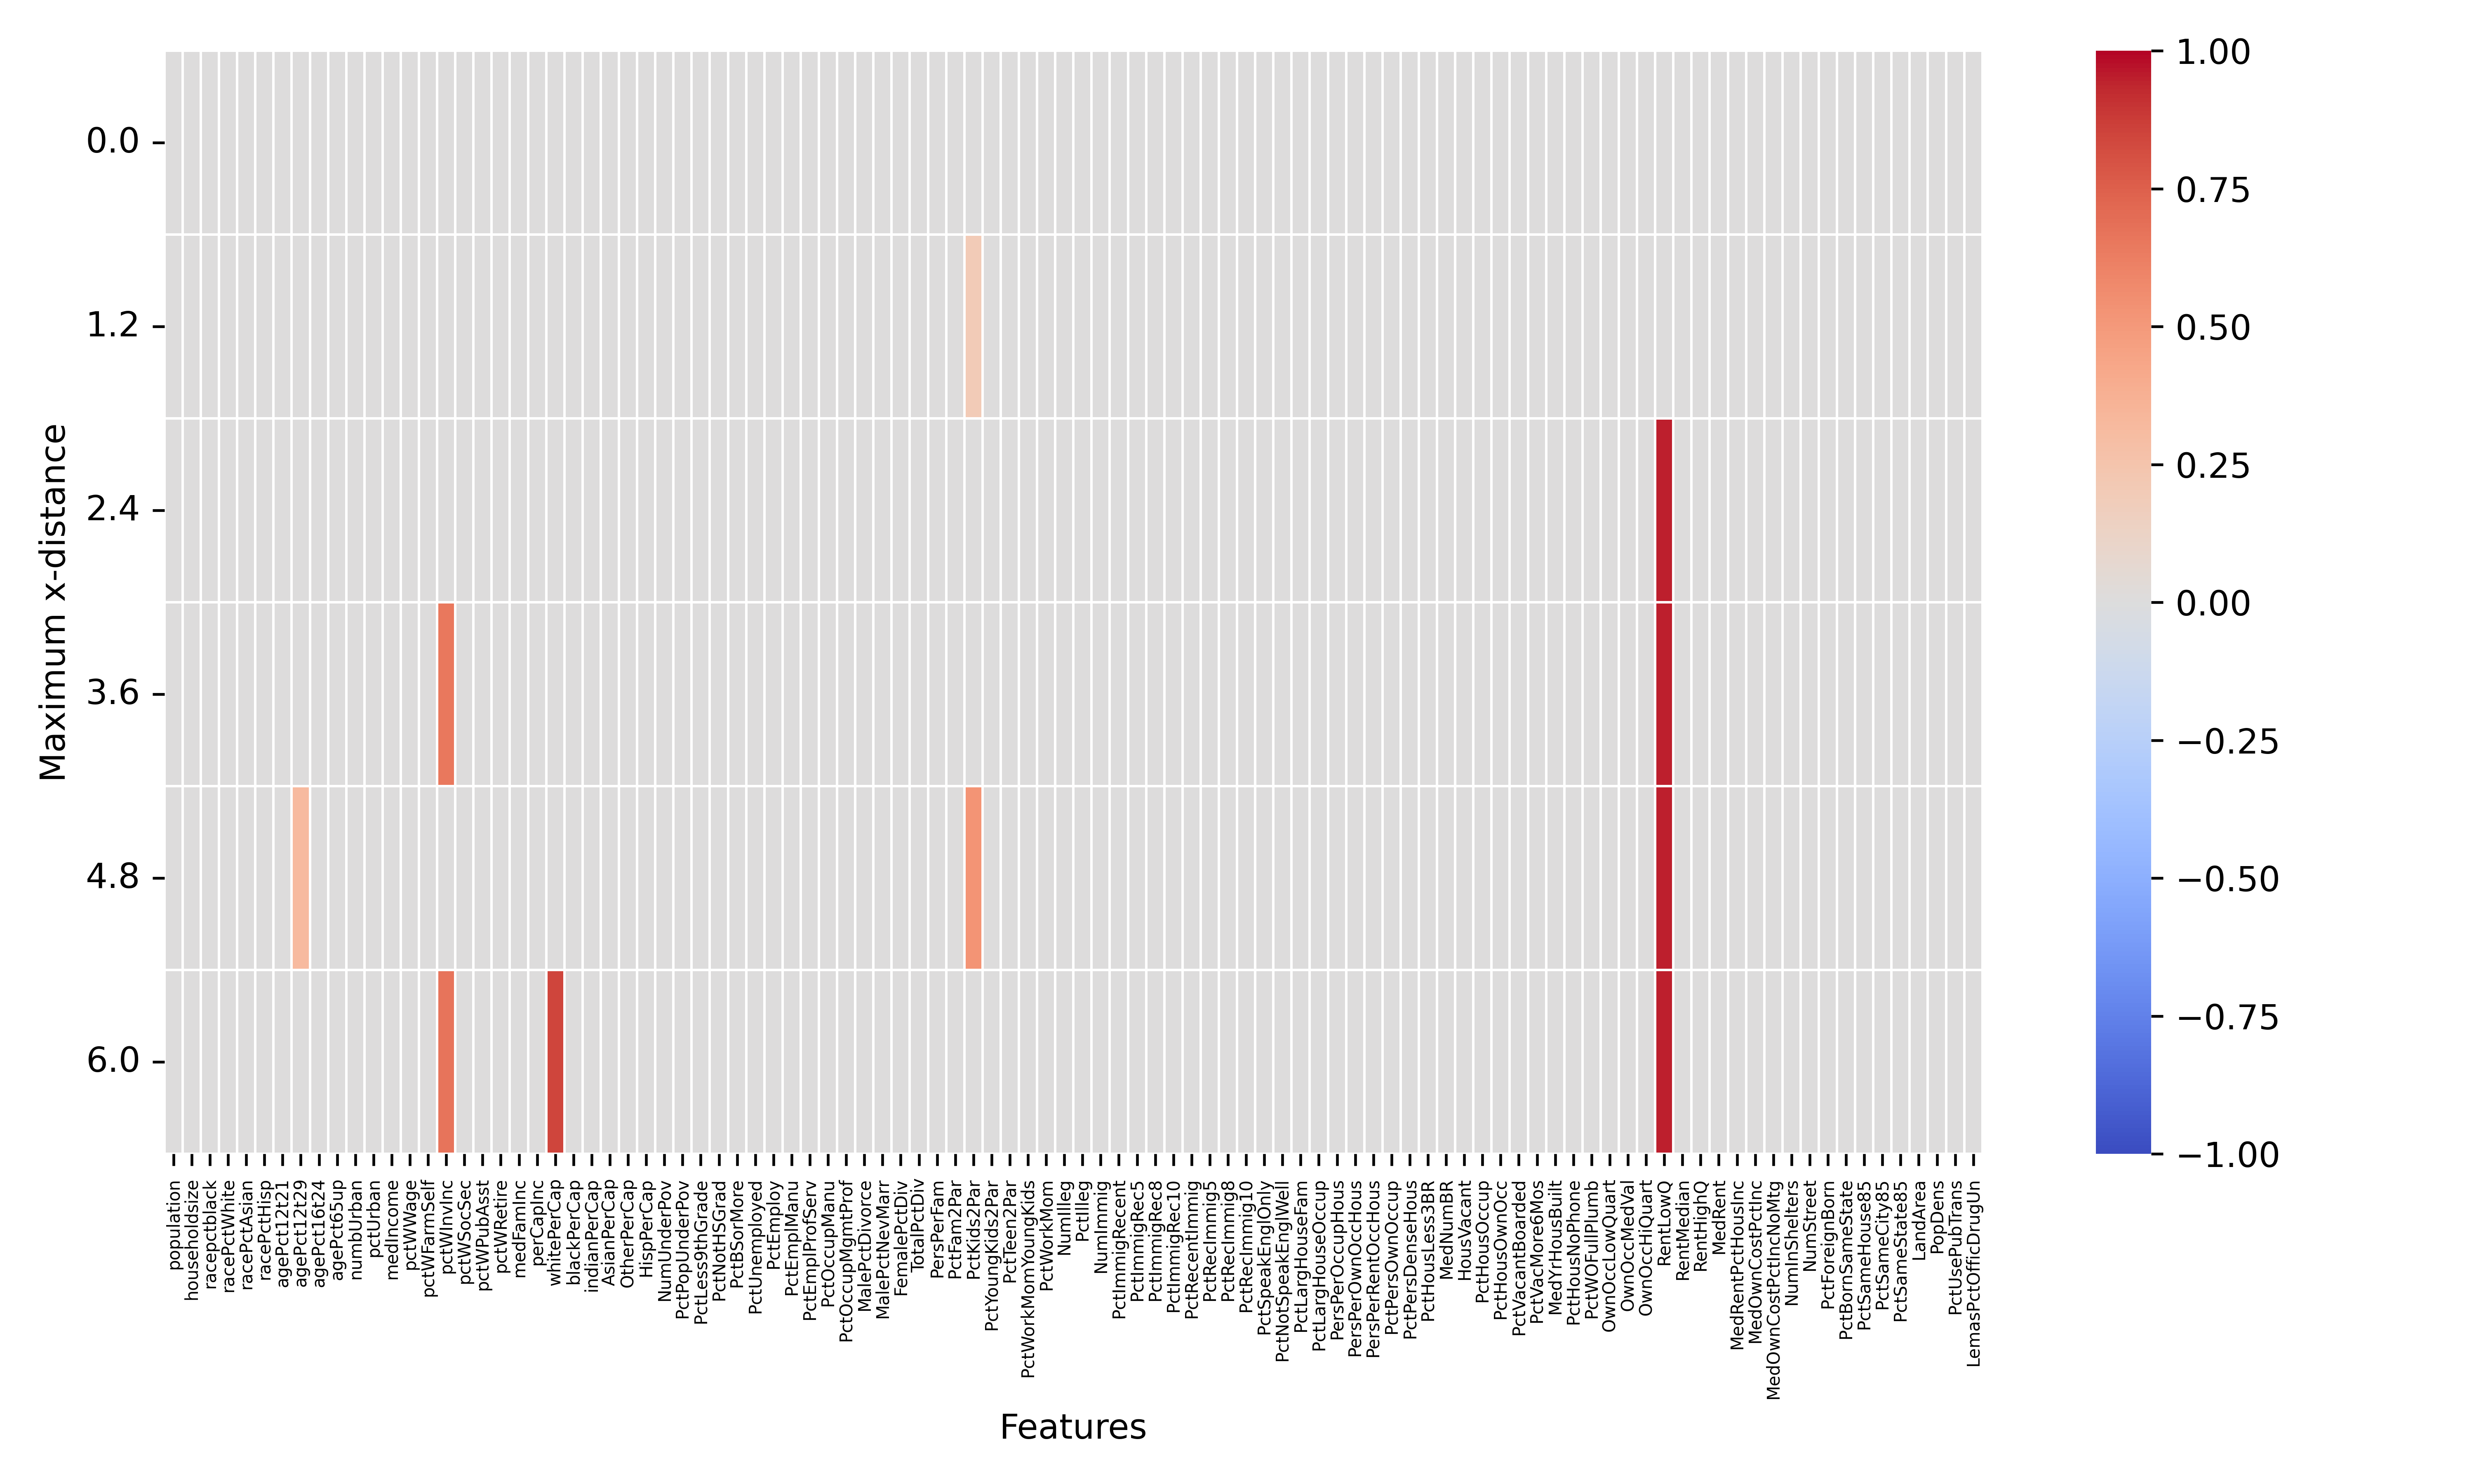 Maximum x-distance
0.0
1.2
2.4
3.6
4.8
6.0
population
householdsize
racepctblack
racePctWhite
racePctAsian
racePctHisp
agePct12t21
agePct12t29
agePct16t24
agePct65up
numbUrban
pctUrban
medIncome
pctWWage
pctWFarmSelf
pctWInvInc
pctWSocSec
pctWPubAsst
pctWRetire
medFamInc
perCapInc
whitePerCap
blackPerCap
indianPerCap
AsianPerCap
OtherPerCap
HispPerCap
NumUnderPov
PctPopUnderPov
PctLess9thGrade
PctNotHSGrad
PctBSorMore
PctUnemployed
PctEmploy
PctEmplManu
PctEmplProfServ
PctOccupManu
PctOccupMgmtProf
MalePctDivorce
MalePctNevMarr
FemalePctDiv
TotalPctDiv
PersPerFam
PctFam2Par
PctKids2Par
PctYoungKids2Par
PctTeen2Par
PctWorkMomYoungKids
PctWorkMom
NumIlleg
PctIlleg
NumImmig
PctImmigRecent
PctImmigRec5
PctImmigRec8
PctImmigRec10
PctRecentImmig
PctRecImmig5
PctRecImmig8
PctRecImmig10
PctSpeakEnglOnly
PctNotSpeakEnglWell
PctLargHouseFam
PctLargHouseOccup
PersPerOccupHous
PersPerOwnOccHous
PersPerRentOccHous
PctPersOwnOccup
PctPersDenseHous
PctHousLess3BR
MedNumBR
HousVacant
PctHousOccup
PctHousOwnOcc
PctVacantBoarded
PctVacMore6Mos
MedYrHousBuilt
PctHousNoPhone
PctWOFullPlumb
OwnOccLowQuart
OwnOccMedVal
OwnOccHiQuart
RentLowQ
RentMedian
RentHighQ
MedRent
MedRentPctHousInc
MedOwnCostPctInc
MedOwnCostPctIncNoMtg
NumInShelters
NumStreet
PctForeignBorn
PctBornSameState
PctSameHouse85
PctSameCity85
PctSameState85
LandArea
PopDens
PctUsePubTrans
LemasPctOfficDrugUn
Features
1.00
0.75
0.50
0.25
0.00
−0.25
−0.50
−0.75
−1.00